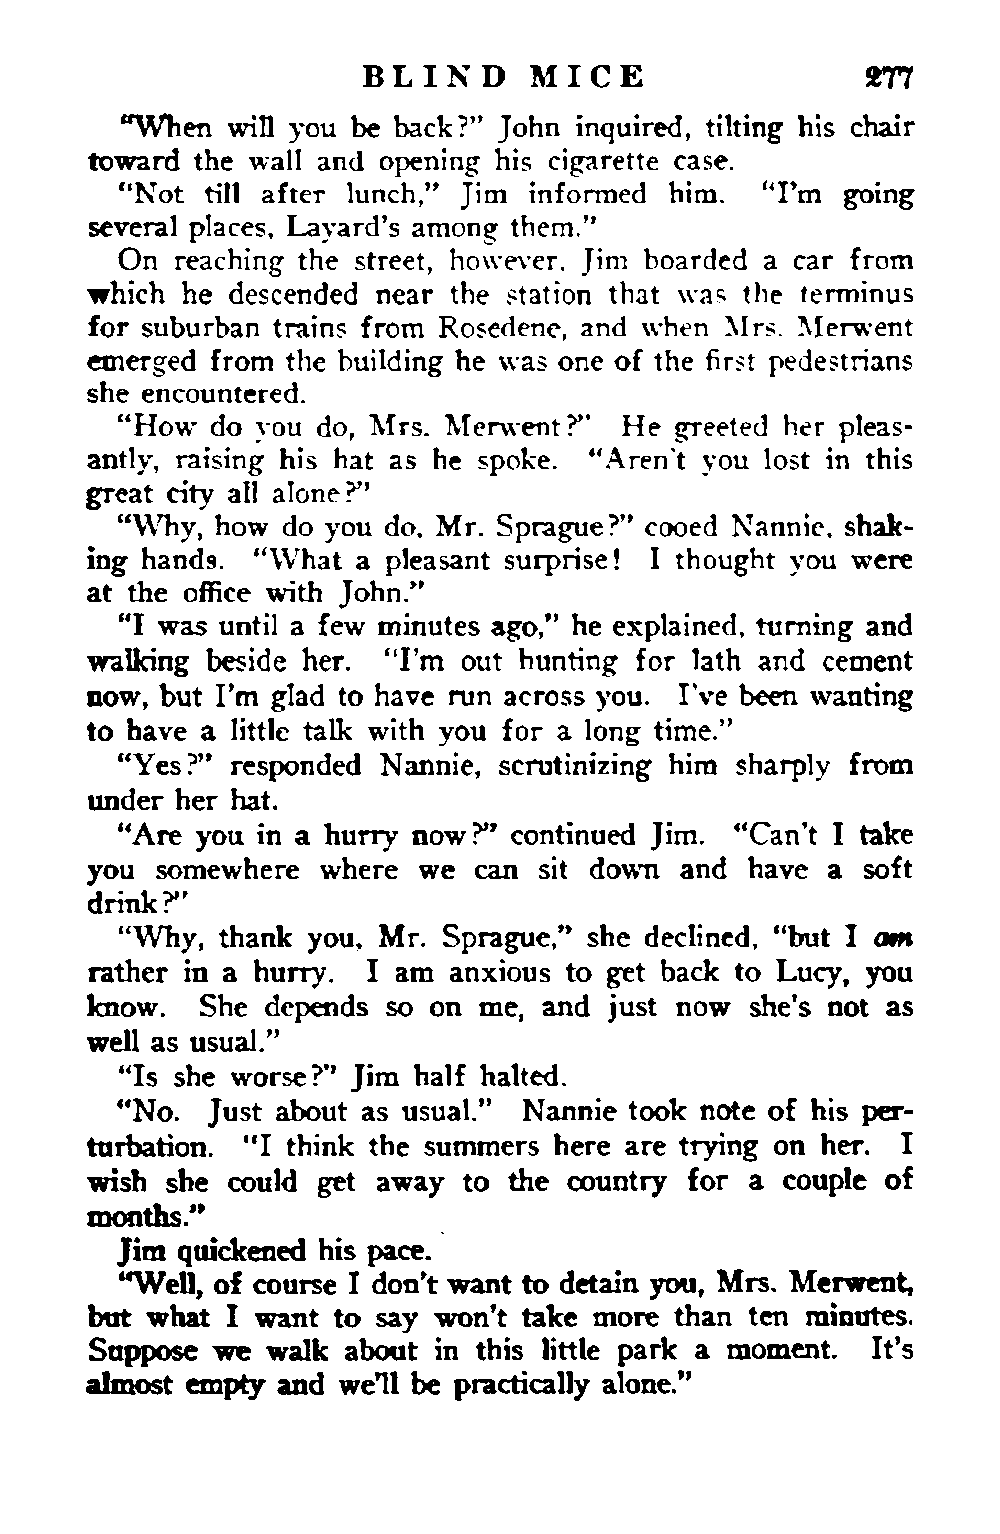 BLIND MICE 277
"When will you be back?" John inquired, tilting his chair
toward the wall and opening his cigarette case.
"Not till after lunch," Jim informed him. "I'm going
several places, Layard's among them."
On reaching the street, however, Jim boarded a car from
which he descended near the station that was the terminus
for suburban trains from Rosedene, and when Mrs. Merwent
emerged from the building he was one of the first pedestrians
she encountered.
"How do you do, Mrs. Merwent?" He greeted her pleas-
antly, raising his hat as he spoke. "Aren't you lost in this
great city all alone?"
"Why, how do you do, Mr. Sprague?" cooed Nannie, shak-
ing hands. "What a pleasant surprise! I thought you were
at the office with John."
"I was until a few minutes ago," he explained, turning and
walking beside her. "I'm out hunting for lath and cement
now, but I'm glad to have run across you. I've been wanting
to have a little talk with you for a long time."
"Yes?" responded Nannie, scrutinizing him sharply from
under her hat.
"Are you in a hurry now?" continued Jim. "Can't I take
you somewhere where we can sit down and have a soft
drink?"
"Why, thank you, Mr. Sprague," she declined, "but I am
rather in a hurry. I am anxious to get back to Lucy, you
know. She depends so on me, and just now she's not as
well as usual."
"Is she worse?" Jim half halted.
"No. Just about as usual." Nannie took note of his per-
turbation. "I think the summers here are trying on her. I
wish she could get away to the country for a couple of
months."
Jim quickened his pace.
"Well, of course I don't want to detain you, Mrs. Merwent,
but what I want to say won't take more than ten minutes.
Suppose we walk about in this little park a moment. It's
almost empty and we'll be practically alone."